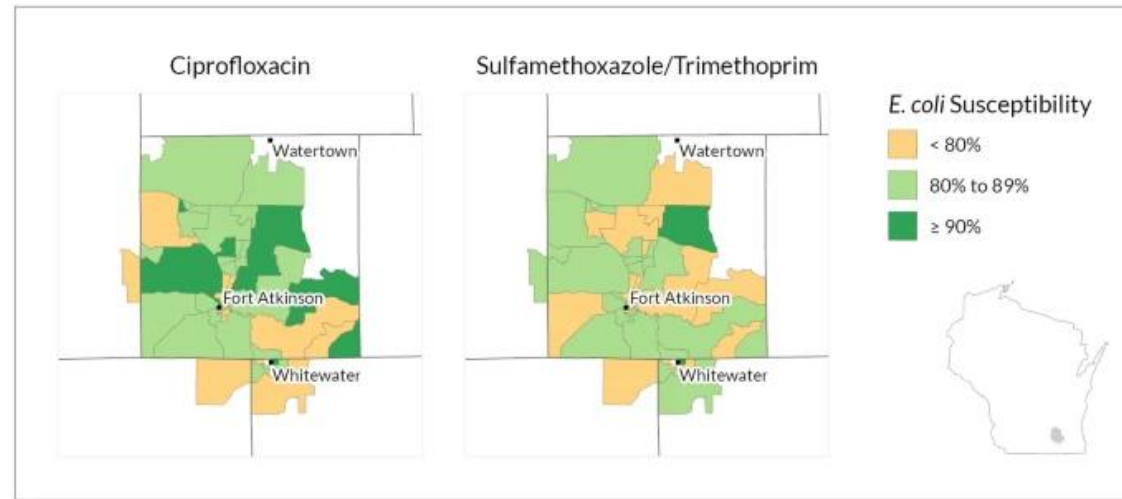 Ciprofloxacin
Watertown
Fort Atkinson
Whitewater
Sulfamethoxazole/Trimethoprim
Watertown
Fort Atkinson
Whitewater
E. coli Susceptibility
< 80%
80% to 89%
≥ 90%